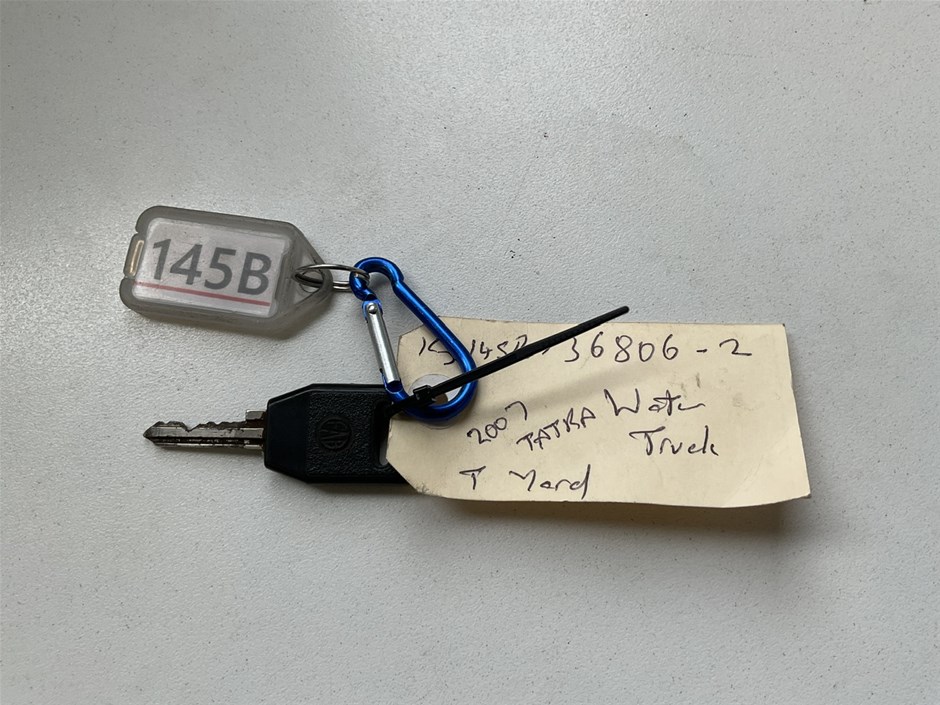 145B
36806-2
2007 TATRA Water
Truck
T Yard